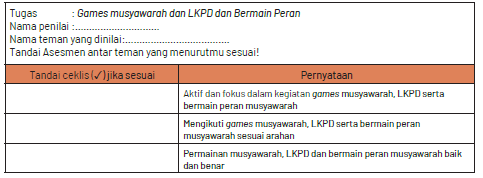 Tugas : Games musyawarah dan LKPD dan Bermain Peran
Nama penilai :..............................
Nama teman yang dinilai:.....................................
Tandai Asesmen antar teman yang menurutmu sesuai!
Tandai ceklis (✓) jika sesuai Pernyataan
Aktif dan fokus dalam kegiatan games musyawarah, LKPD serta
bermain peran musyawarah
Mengikuti games musyawarah, LKPD serta bermain peran
musyawarah sesuai arahan
Permainan musyawarah, LKPD dan bermain peran musyawarah baik
dan benar